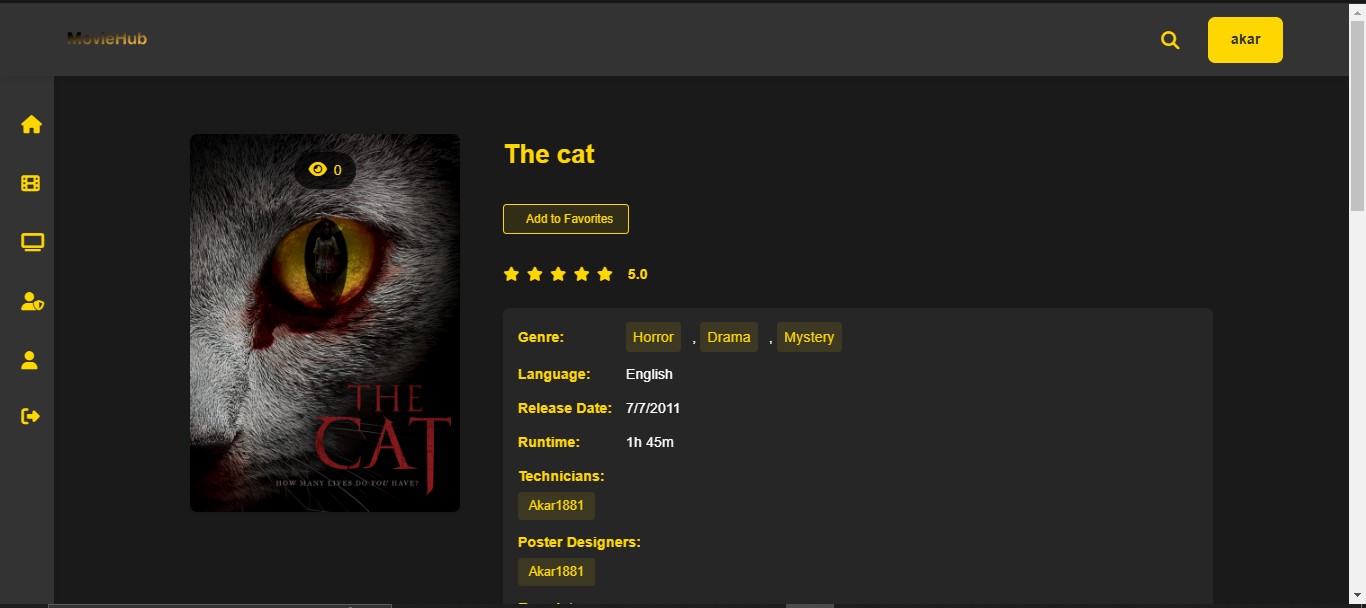 MovieHub
akar
0
THE
CAT
HOW MANY LIVES DO YOU HAVE?
The cat
Add to Favorites
5.0
Genre: Horror , Drama , Mystery
Language: English
Release Date: 7/7/2011
Runtime: 1h 45m
Technicians:
Akar1881
Poster Designers:
Akar1881